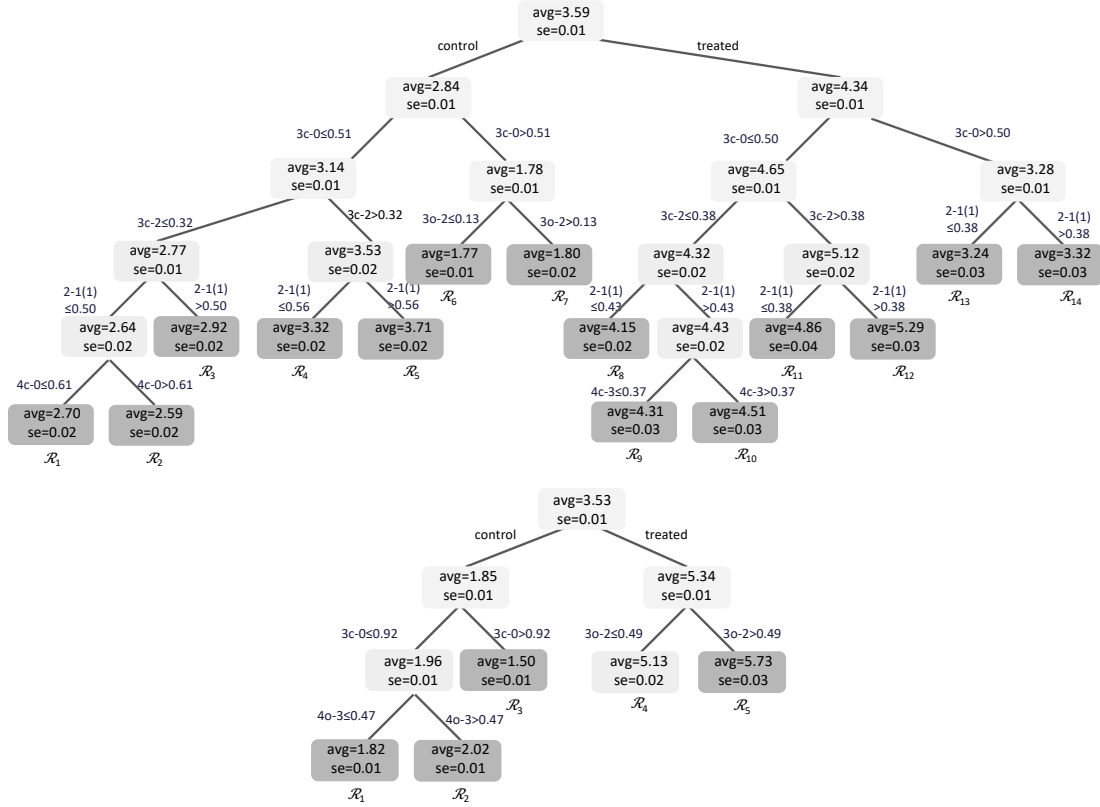 avg=3.59
se=0.01
control
treated
avg=2.84
se=0.01
avg=4.34
se=0.01
3c-0≤0.51
3c-0>0.51
3c-0≤0.50
3c-0>0.50
avg=3.14
se=0.01
avg=1.78
se=0.01
avg=4.65
se=0.01
avg=3.28
se=0.01
3c-2≤0.32
3c-2>0.32
3o-2≤0.13
3o-2>0.13
3c-2≤0.38
3c-2>0.38
2-1(1)
≤0.38
2-1(1)
>0.38
avg=2.77
se=0.01
avg=3.53
se=0.02
avg=1.77
se=0.01
avg=1.80
se=0.02
avg=4.32
se=0.02
avg=5.12
se=0.02
avg=3.24
se=0.03
avg=3.32
se=0.03
R6
R7
R13
R14
2-1(1)
≤0.50
2-1(1)
>0.50
2-1(1)
≤0.56
2-1(1)
>0.56
2-1(1)
≤0.43
2-1(1)
>0.43
2-1(1)
≤0.38
2-1(1)
>0.38
avg=2.64
se=0.02
avg=2.92
se=0.02
avg=3.32
se=0.02
avg=3.71
se=0.02
avg=4.15
se=0.02
avg=4.43
se=0.02
avg=4.86
se=0.04
avg=5.29
se=0.03
R3
R4
R5
R8
R11
R12
4c-0≤0.61
4c-0>0.61
4c-3≤0.37
4c-3>0.37
avg=2.70
se=0.02
avg=2.59
se=0.02
avg=4.31
se=0.03
avg=4.51
se=0.03
R1
R2
R9
R10
avg=3.53
se=0.01
control
treated
avg=1.85
se=0.01
avg=5.34
se=0.01
3c-0≤0.92
3c-0>0.92
3o-2≤0.49
3o-2>0.49
avg=1.96
se=0.01
avg=1.50
se=0.01
avg=5.13
se=0.02
avg=5.73
se=0.03
R3
R4
R5
4o-3≤0.47
4o-3>0.47
avg=1.82
se=0.01
avg=2.02
se=0.01
R1
R2